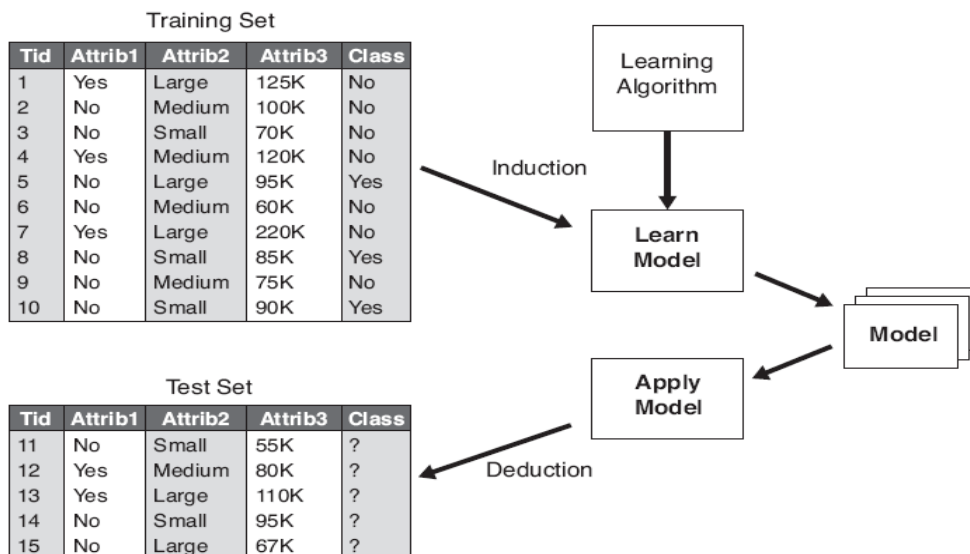 Training Set
Tid Attrib1 Attrib2 Attrib3 Class
1 Yes Large 125K No
2 No Medium 100K No
3 No Small 70K No
4 Yes Medium 120K No
5 No Large 95K Yes
6 No Medium 60K No
7 Yes Large 220K No
8 No Small 85K Yes
9 No Medium 75K No
10 No Small 90K Yes
Learning
Algorithm
Induction
Learn
Model
Model
Apply
Model
Deduction
Test Set
Tid Attrib1 Attrib2 Attrib3 Class
11 No Small 55K ?
12 Yes Medium 80K ?
13 Yes Large 110K ?
14 No Small 95K ?
15 No Large 67K ?